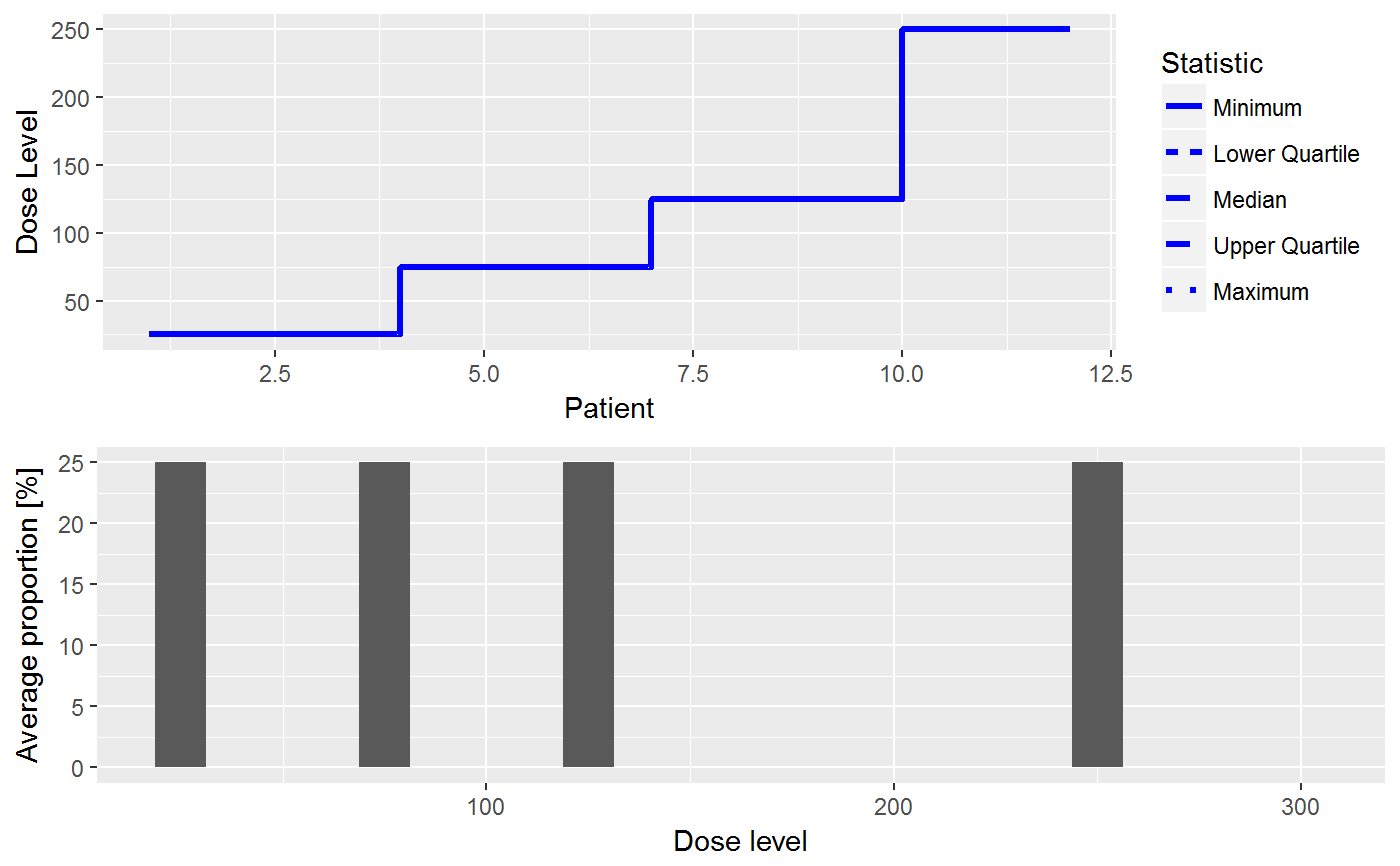 250
200
150
100
50
Dose Level
2.5
5.0
7.5
10.0
12.5
Patient
Statistic
Minimum
Lower Quartile
Median
Upper Quartile
Maximum
25
20
15
10
5
0
Average proportion [%]
100
200
300
Dose level